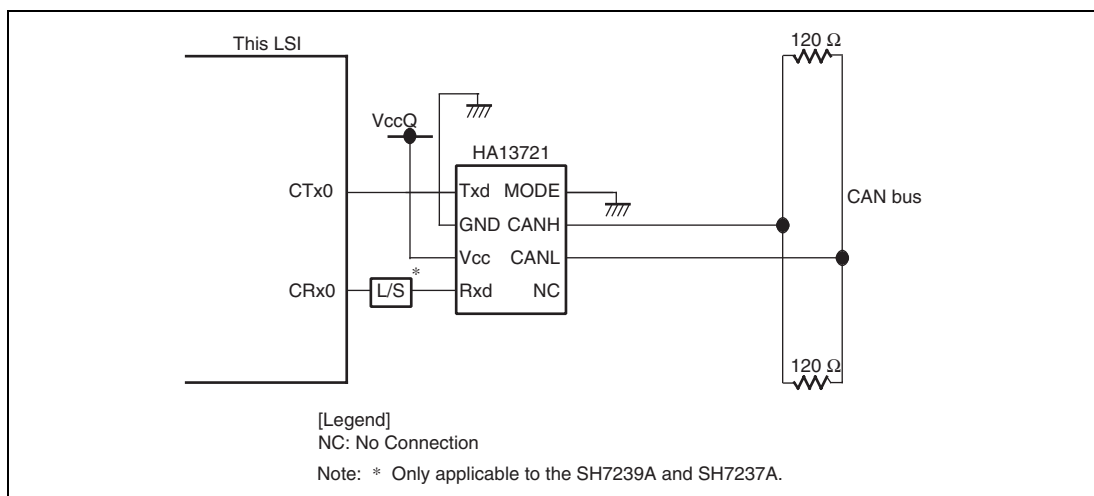 This LSI
120 Ω
VccQ
HA13721
CTx0
Txd MODE
GND CANH
CAN bus
Vcc CANL
CRx0
L/S
*
Rxd NC
120 Ω
[Legend]
NC: No Connection
Note: * Only applicable to the SH7239A and SH7237A.